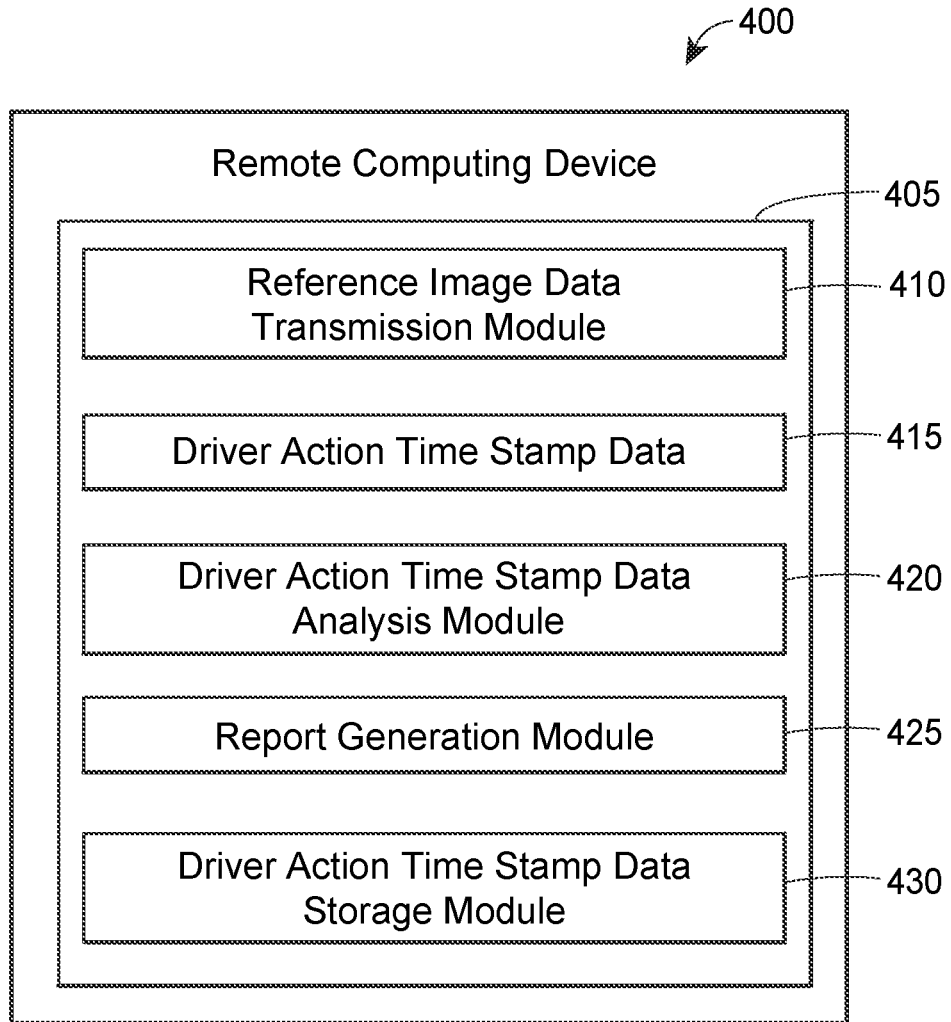 400
Remote Computing Device
405
Reference Image Data
Transmission Module
410
Driver Action Time Stamp Data
415
Driver Action Time Stamp Data
Analysis Module
420
Report Generation Module
425
Driver Action Time Stamp Data
Storage Module
430